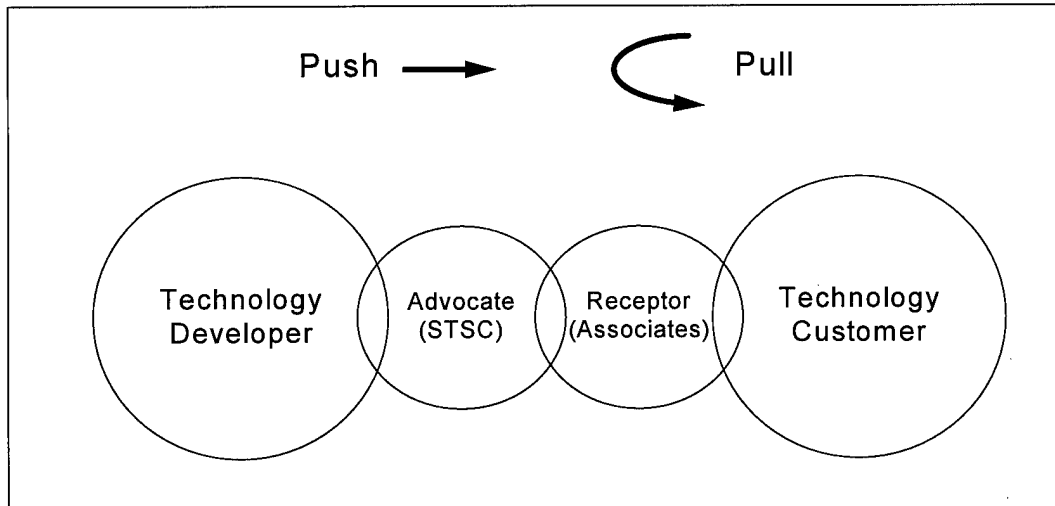 Push
Pull
Technology
Developer
Advocate
(STSC)
Receptor
(Associates)
Technology
Customer